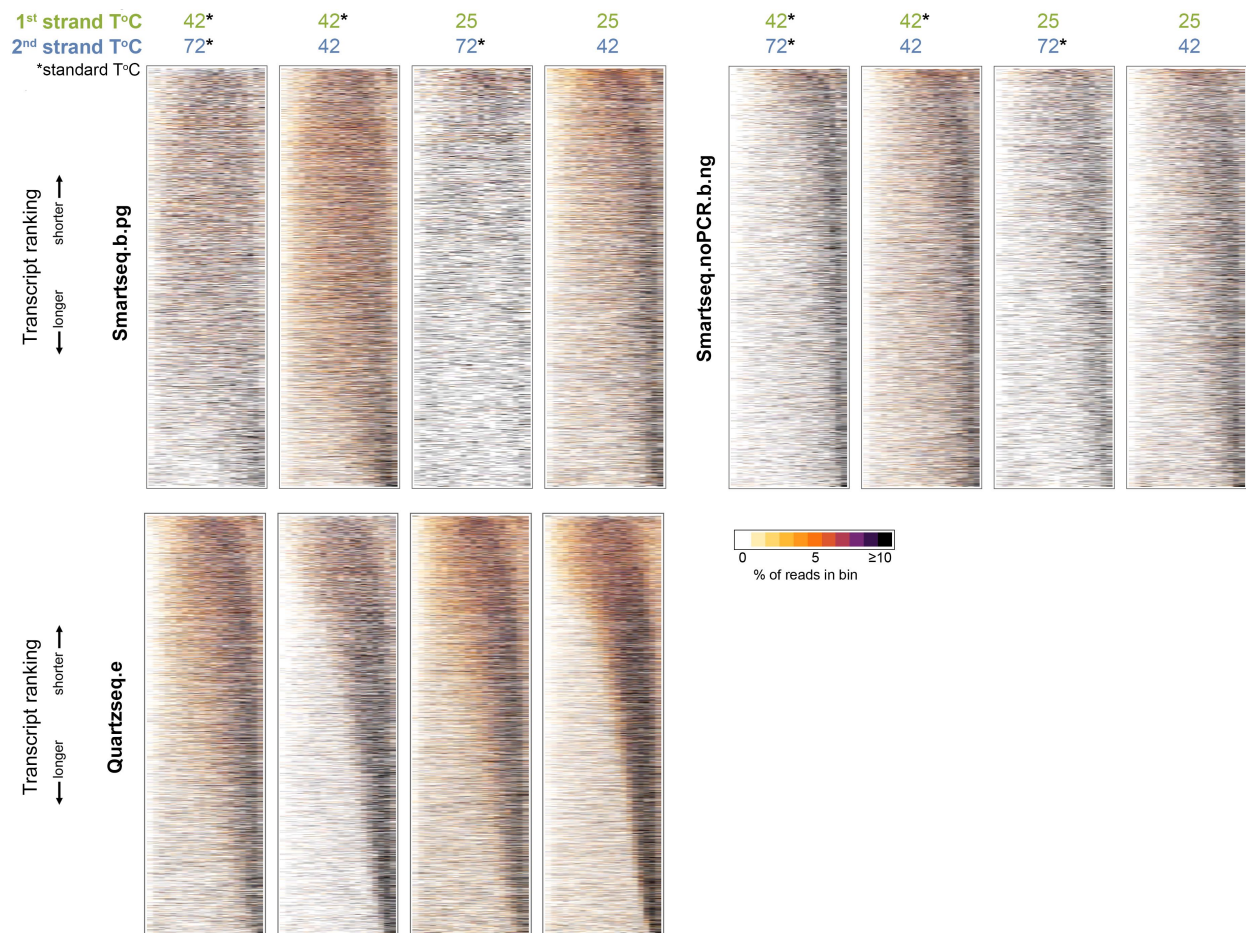 1st strand T°C 42* 42* 25 25 42* 42* 25 25
2nd strand T°C 72* 42 72* 42 72* 42 72* 42
*standard T°C
Transcript ranking
longer shorter
Smartseq.b.pg
Smartseq.noPCR.b.ng
Transcript ranking
longer shorter
Quartzseq.e
0 5 ≥10
% of reads in bin